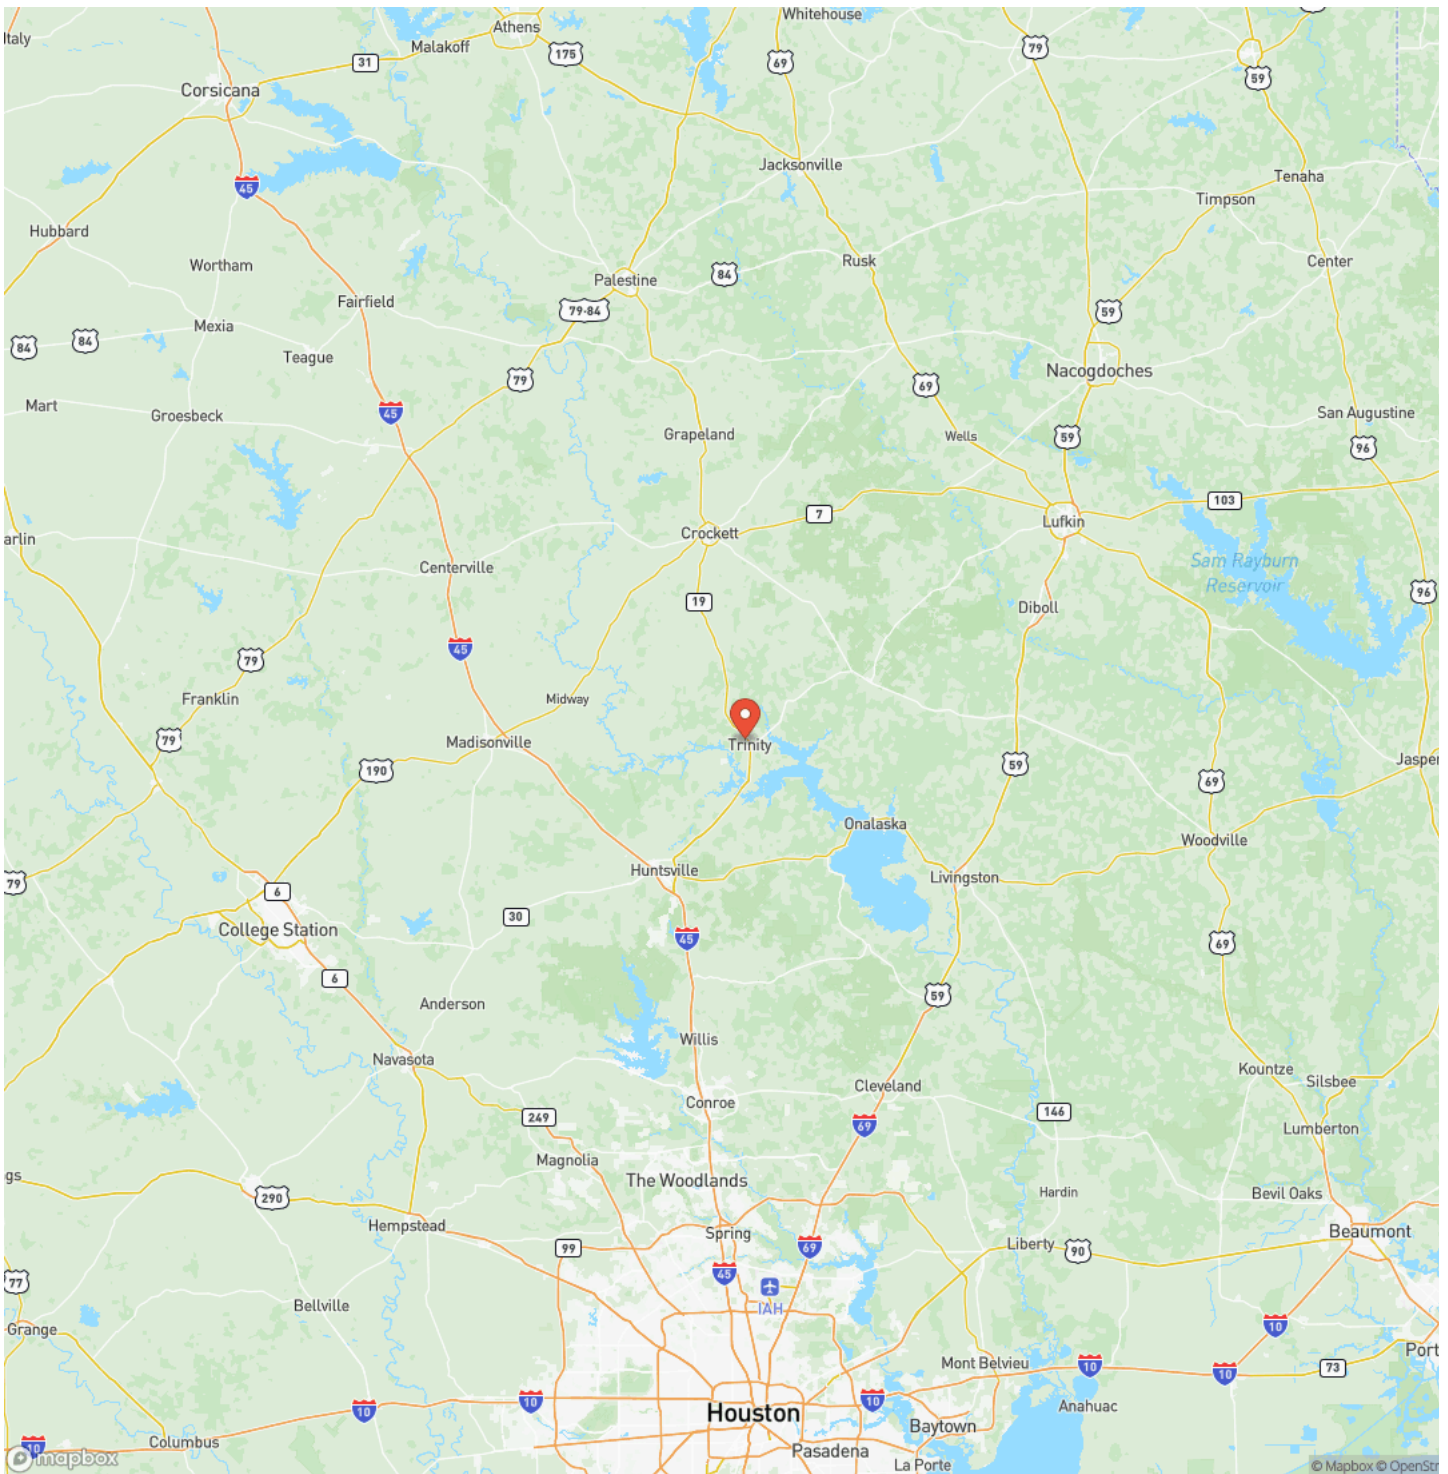 Whitehouse
Athens
Italy
Malakoff
79
175
31
69
59
Corsicana
Jacksonville
Tenaha
45
Timpson
Hubbard
Rusk
Center
Wortham
84
Palestine
Fairfield
79-84
59
Mexia
84
84
Teague
Nacogdoches
79
69
Mart
45
San Augustine
Groesbeck
Grapeland
Wells
59
96
103
7
Lufkin
Crockett
arlin
Sam Rayburn
Reservoir
Centerville
96
19
Diboll
45
79
Franklin
Midway
79
Madisonville
Trinity
Jasper
59
190
69
Onalaska
Woodville
Huntsville
Livingston
79
6
30
College Station
45
69
6
59
Anderson
Willis
Navasota
Kountze
Silsbee
Cleveland
Conroe
249
146
69
Lumberton
Magnolia
gs
The Woodlands
Hardin
Bevil Oaks
290
Hempstead
Spring
Beaumont
99
69
Liberty
90
45
77
IAH
Bellville
10
Grange
Port
Mont Belvieu
10
73
10
10
10
10
Anahuac
Houston
Baytown
10
Columbus
Pasadena
mapbox
La Porte
© Mapbox © OpenStr